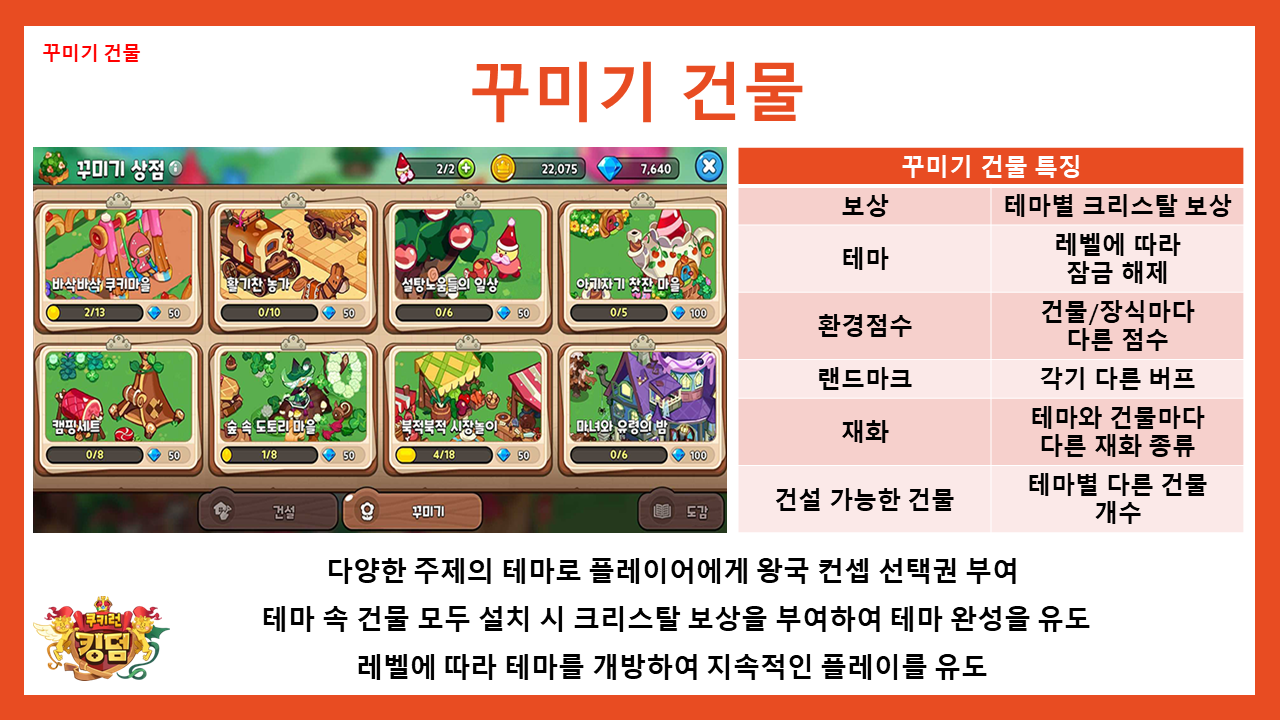 꾸미기 건물
꾸미기 건물
꾸미기 상점
2/2
22,075
7,640
바삭바삭 쿠키마을
활기찬 농가
설탕노움들의 일상
아기자기 찻잔 마을
2/13
50
0/10
50
0/6
50
0/5
100
캠핑세트
숲 속 도토리 마을
북적북적 시장놀이
마녀와 유령의 밤
0/8
50
1/8
50
4/18
50
0/6
100
건설
꾸미기
도감
꾸미기 건물 특징
보상
테마별 크리스탈 보상
테마
레벨에 따라
잠금 해제
환경점수
건물/장식마다
다른 점수
랜드마크
각기 다른 버프
재화
테마와 건물마다
다른 재화 종류
건설 가능한 건물
테마별 다른 건물
개수
다양한 주제의 테마로 플레이어에게 왕국 컨셉 선택권 부여
테마 속 건물 모두 설치 시 크리스탈 보상을 부여하여 테마 완성을 유도
레벨에 따라 테마를 개방하여 지속적인 플레이를 유도
쿠키런
킹덤